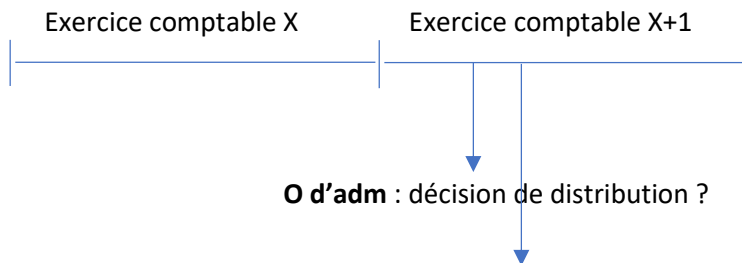 Exercice comptable X Exercice comptable X+1
O d'adm : décision de distribution ?